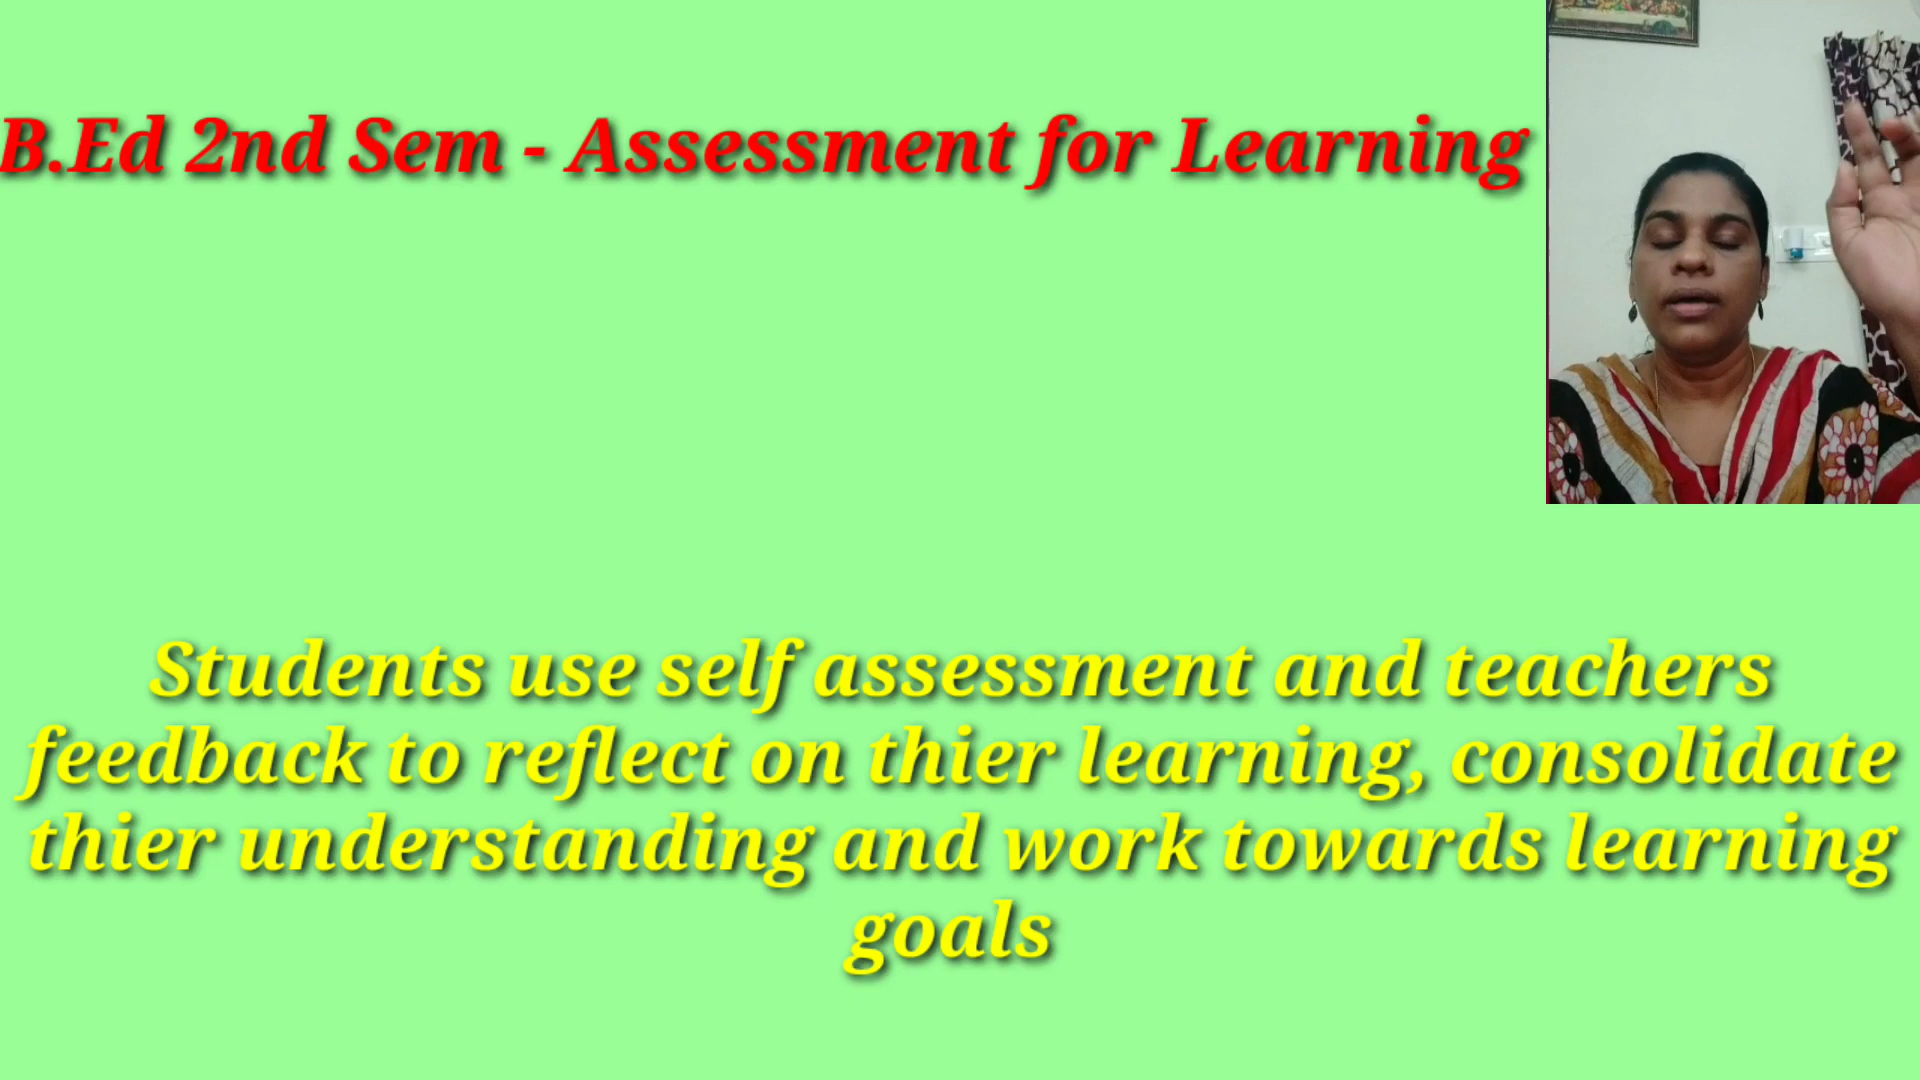 B.Ed 2nd Sem - Assessment for Learning
Students use self assessment and teachers
feedback to reflect on thier learning, consolidate
thier understanding and work towards learning
goals